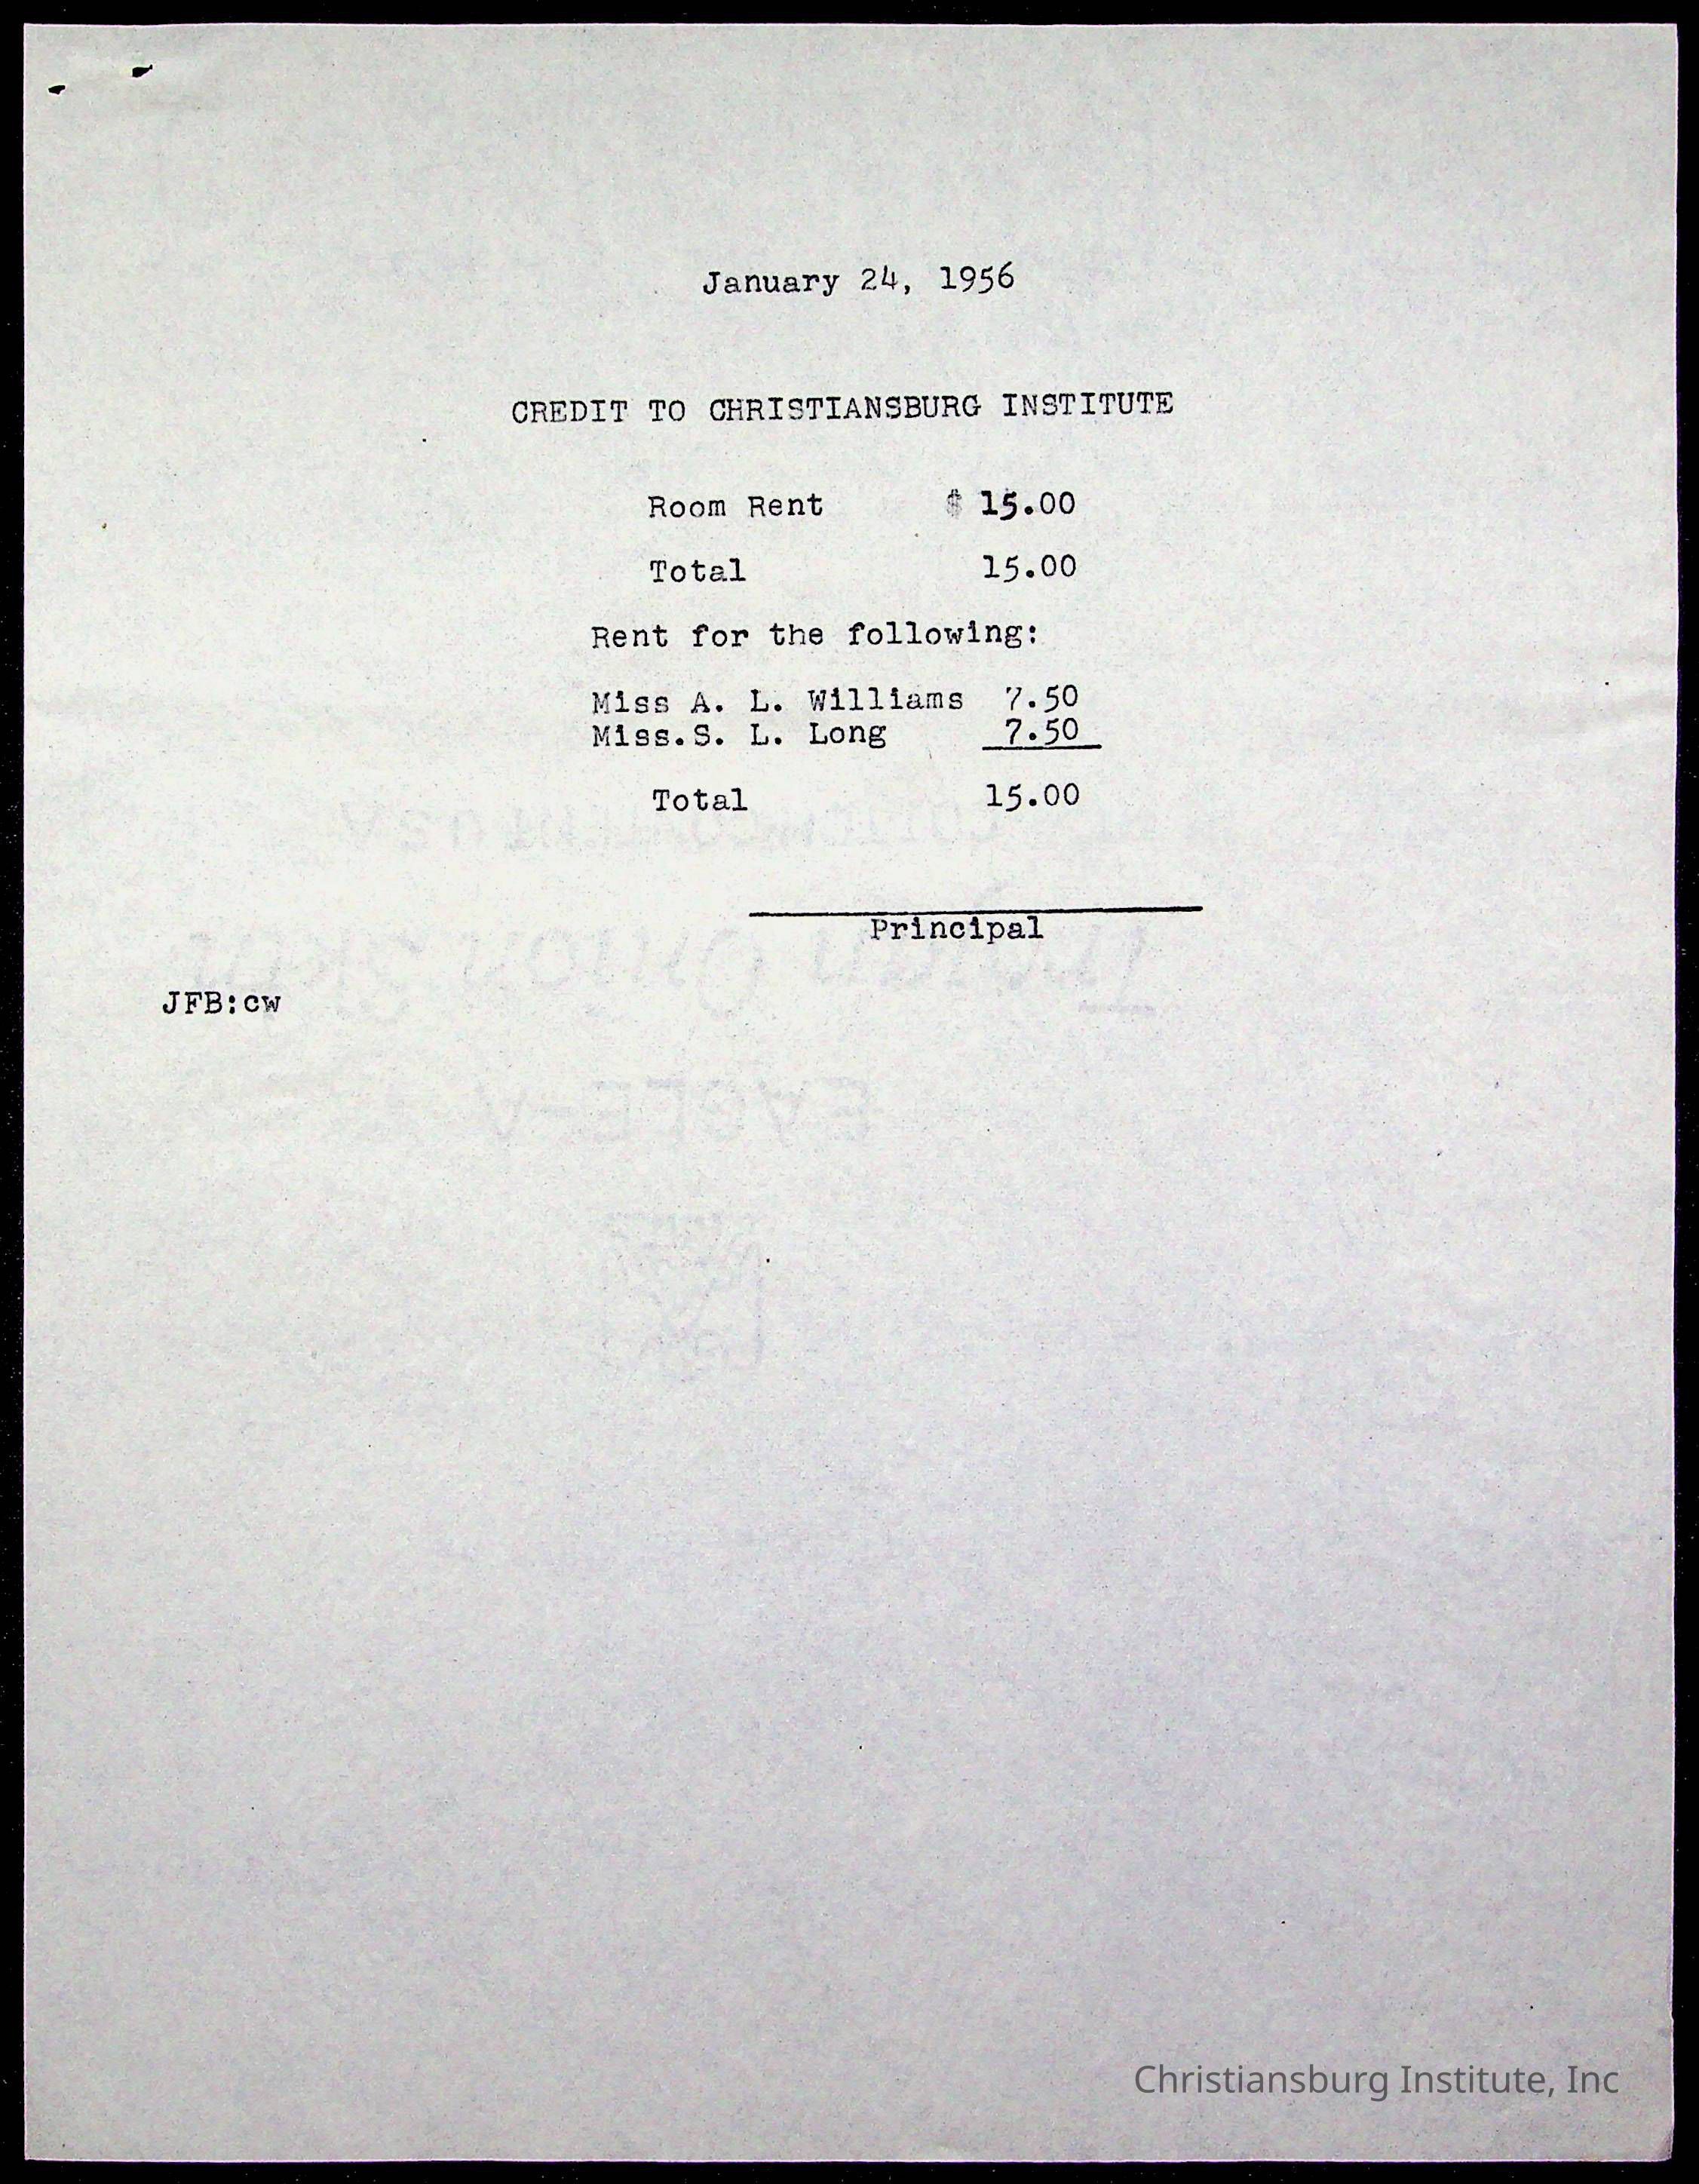 January 24, 1956
CREDIT TO CHRISTIANSBURG INSTITUTE
Room Rent $ 15.00
Total 15.00
Rent for the following:
Miss A. L. Williams 7.50
Miss.S. L. Long 7.50
Total 15.00
Principal
JFB:cw
Christiansburg Institute, Inc